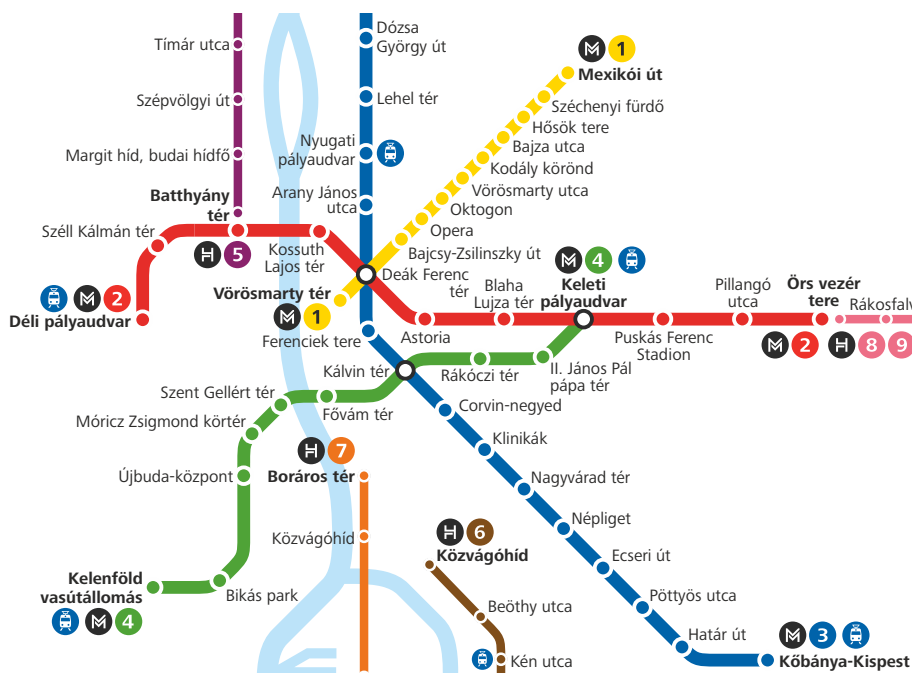 Dózsa
György út
Tímár utca
M 1
Mexikói út
Szépvölgyi út
Lehel tér
Széchenyi fürdő
Hősök tere
Nyugati
pályaudvar
Bajza utca
Margit híd, budai hídfő
Kodály körönd
Arany János
utca
Vörösmarty utca
Batthyány
tér
Oktogon
Széll Kálmán tér
Opera
H 5
Kossuth
Lajos tér
Bajcsy-Zsilinszky út
M 4
Deák Ferenc
tér
Blaha
Lujza tér
Keleti
pályaudvar
Pillangó
utca
Örs vezér
tere
M 2
Déli pályaudvar
Vörösmarty tér
M 1
Rákosfalv
Ferenciek tere
Astoria
Puskás Ferenc
Stadion
M 2
H 8 9
Kálvin tér
Rákóczi tér
II. János Pál
pápa tér
Szent Gellért tér
Fővám tér
Corvin-negyed
Móricz Zsigmond körtér
Klinikák
H 7
Újbuda-központ
Boráros tér
Nagyvárad tér
Népliget
H 6
Közvágóhíd
Közvágóhíd
Ecseri út
Kelenföld
vasútállomás
Bikás park
M 4
Beöthy utca
Pöttyös utca
Határ út
M 3
Kén utca
Kőbánya-Kispest